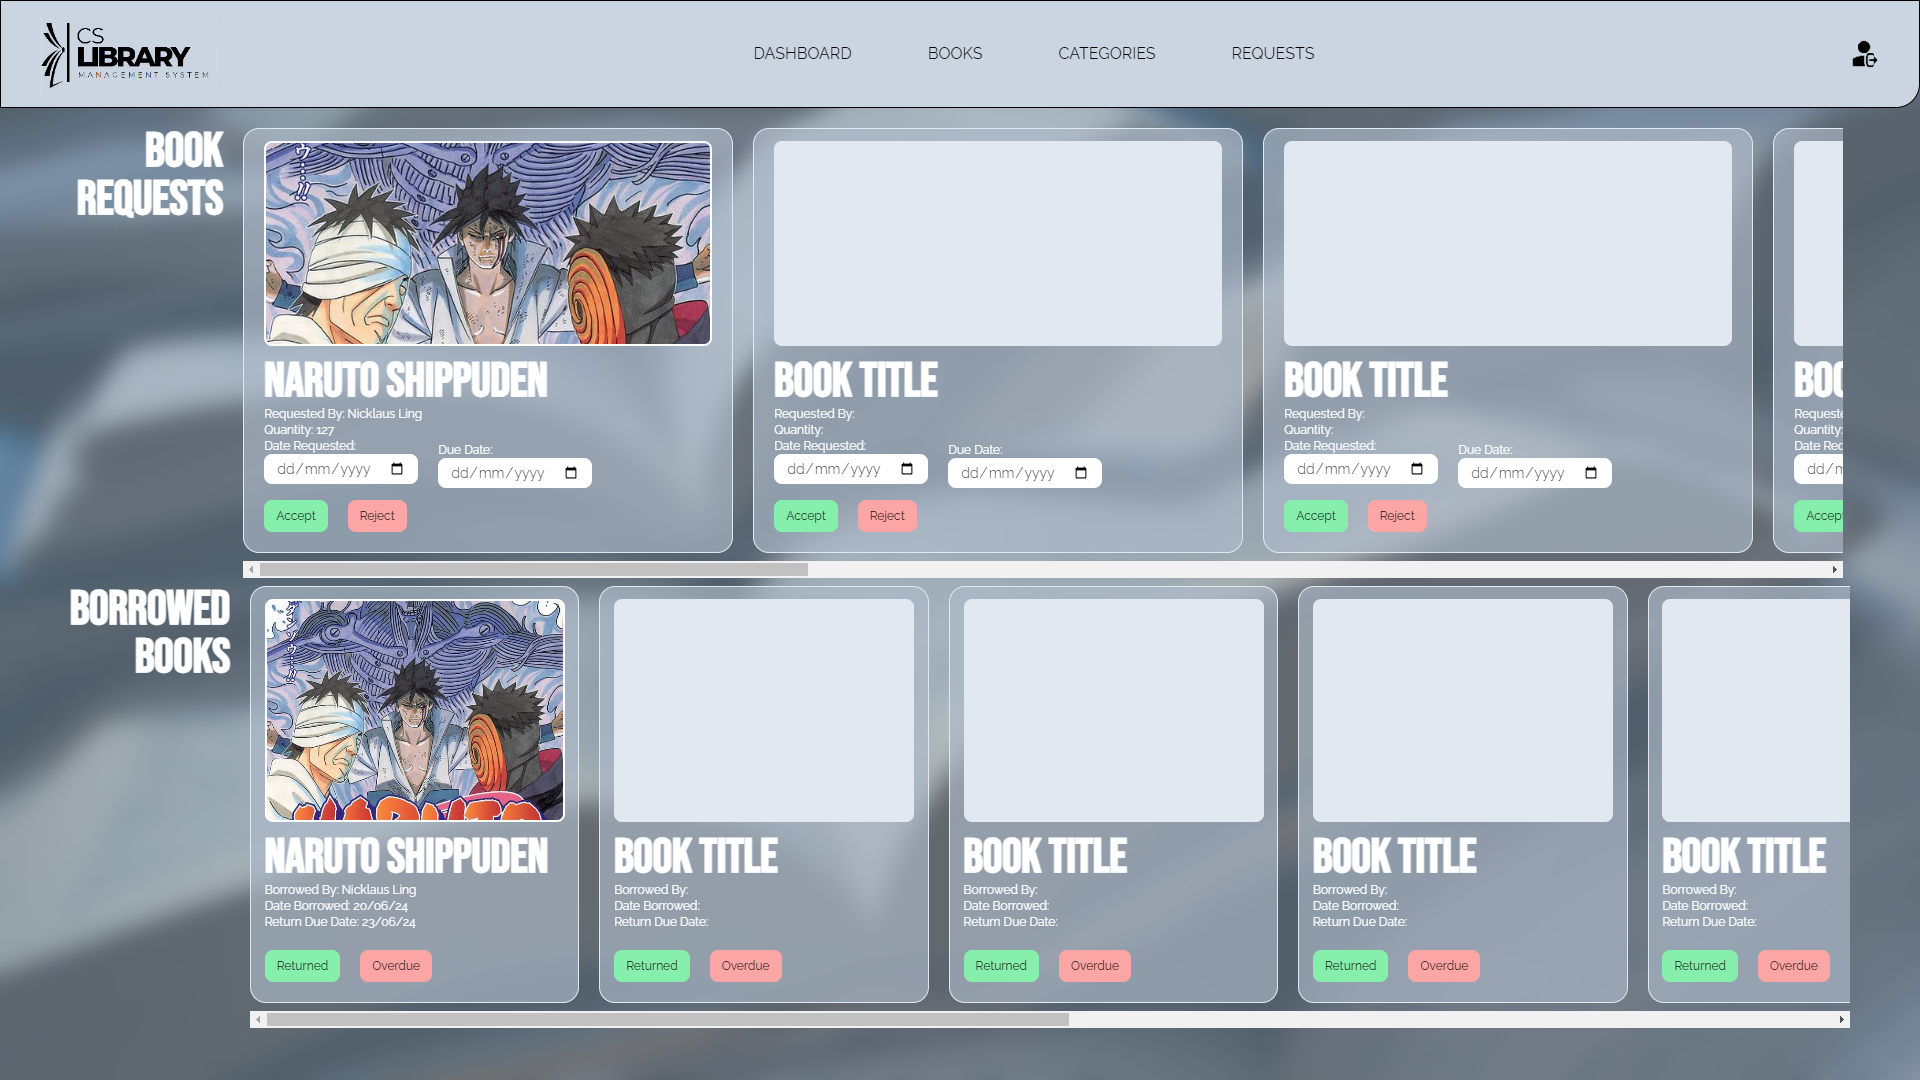 CS
LIBRARY
MANAGEMENT SYSTEM
DASHBOARD
BOOKS
CATEGORIES
REQUESTS
BOOK
REQUESTS
ウ…!!
NARUTO SHIPPUDEN
Requested By: Nicklaus Ling
Quantity: 127
Date Requested:
Due Date:
dd/mm/yyyy
dd/mm/yyyy
Accept
Reject
BOOK TITLE
Requested By:
Quantity:
Date Requested:
Due Date:
dd/mm/yyyy
dd/mm/yyyy
Accept
Reject
BOOK TITLE
Requested By:
Quantity:
Date Requested:
Due Date:
dd/mm/yyyy
dd/mm/yyyy
Accept
Reject
BOO
Requeste
Quantity:
Date Req
dd/m
Accep
BORROWED
BOOKS
NARUTO
NARUTO SHIPPUDEN
Borrowed By: Nicklaus Ling
Date Borrowed: 20/06/24
Return Due Date: 23/06/24
Returned
Overdue
BOOK TITLE
Borrowed By:
Date Borrowed:
Return Due Date:
Returned
Overdue
BOOK TITLE
Borrowed By:
Date Borrowed:
Return Due Date:
Returned
Overdue
BOOK TITLE
Borrowed By:
Date Borrowed:
Return Due Date:
Returned
Overdue
BOOK TITLE
Borrowed By:
Date Borrowed:
Return Due Date:
Returned
Overdue